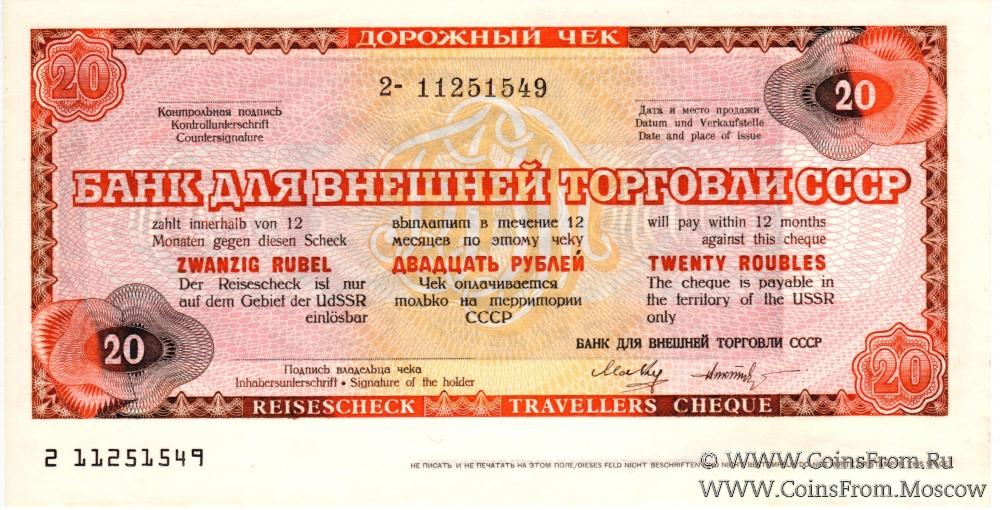 ДОРОЖНЫЙ ЧЕК
20
2- 11251549
20
Контрольная подпись
Kontrollunterschrift
Countersignature
Дата и место продажи
Datum und Verkaufstelle
Date and place of issue
БАНК ДЛЯ ВНЕШНЕЙ ТОРГОВЛИ СССР
zahlt innerhalb von 12
Monaten gegen diesen Scheck
ZWANZIG RUBEL
Der Reisescheck ist nur
auf dem Gebiet der UdSSR
einlösbar
выплатит в течение 12
месяцев по этому чеку
ДВАДЦАТЬ РУБЛЕЙ
Чек оплачивается
только на территории
СССР
will pay within 12 months
against this cheque
TWENTY ROUBLES
The cheque is payable in
the territory of the USSR
only
БАНК ДЛЯ ВНЕШНЕЙ ТОРГОВЛИ СССР
20
20
Подпись владельца чека
Inhabersunterschrift • Signature of the holder
REISESCHECK TRAVELLERS CHEQUE
2 11251549
НЕ ПИСАТЬ И НЕ ПЕЧАТАТЬ НА ЭТОМ ПОЛЕ/DIESES FELD NICHT BESCHRIFTEN UND NICHT
© www.CoinsFrom.Ru
www.CoinsFrom.Moscow